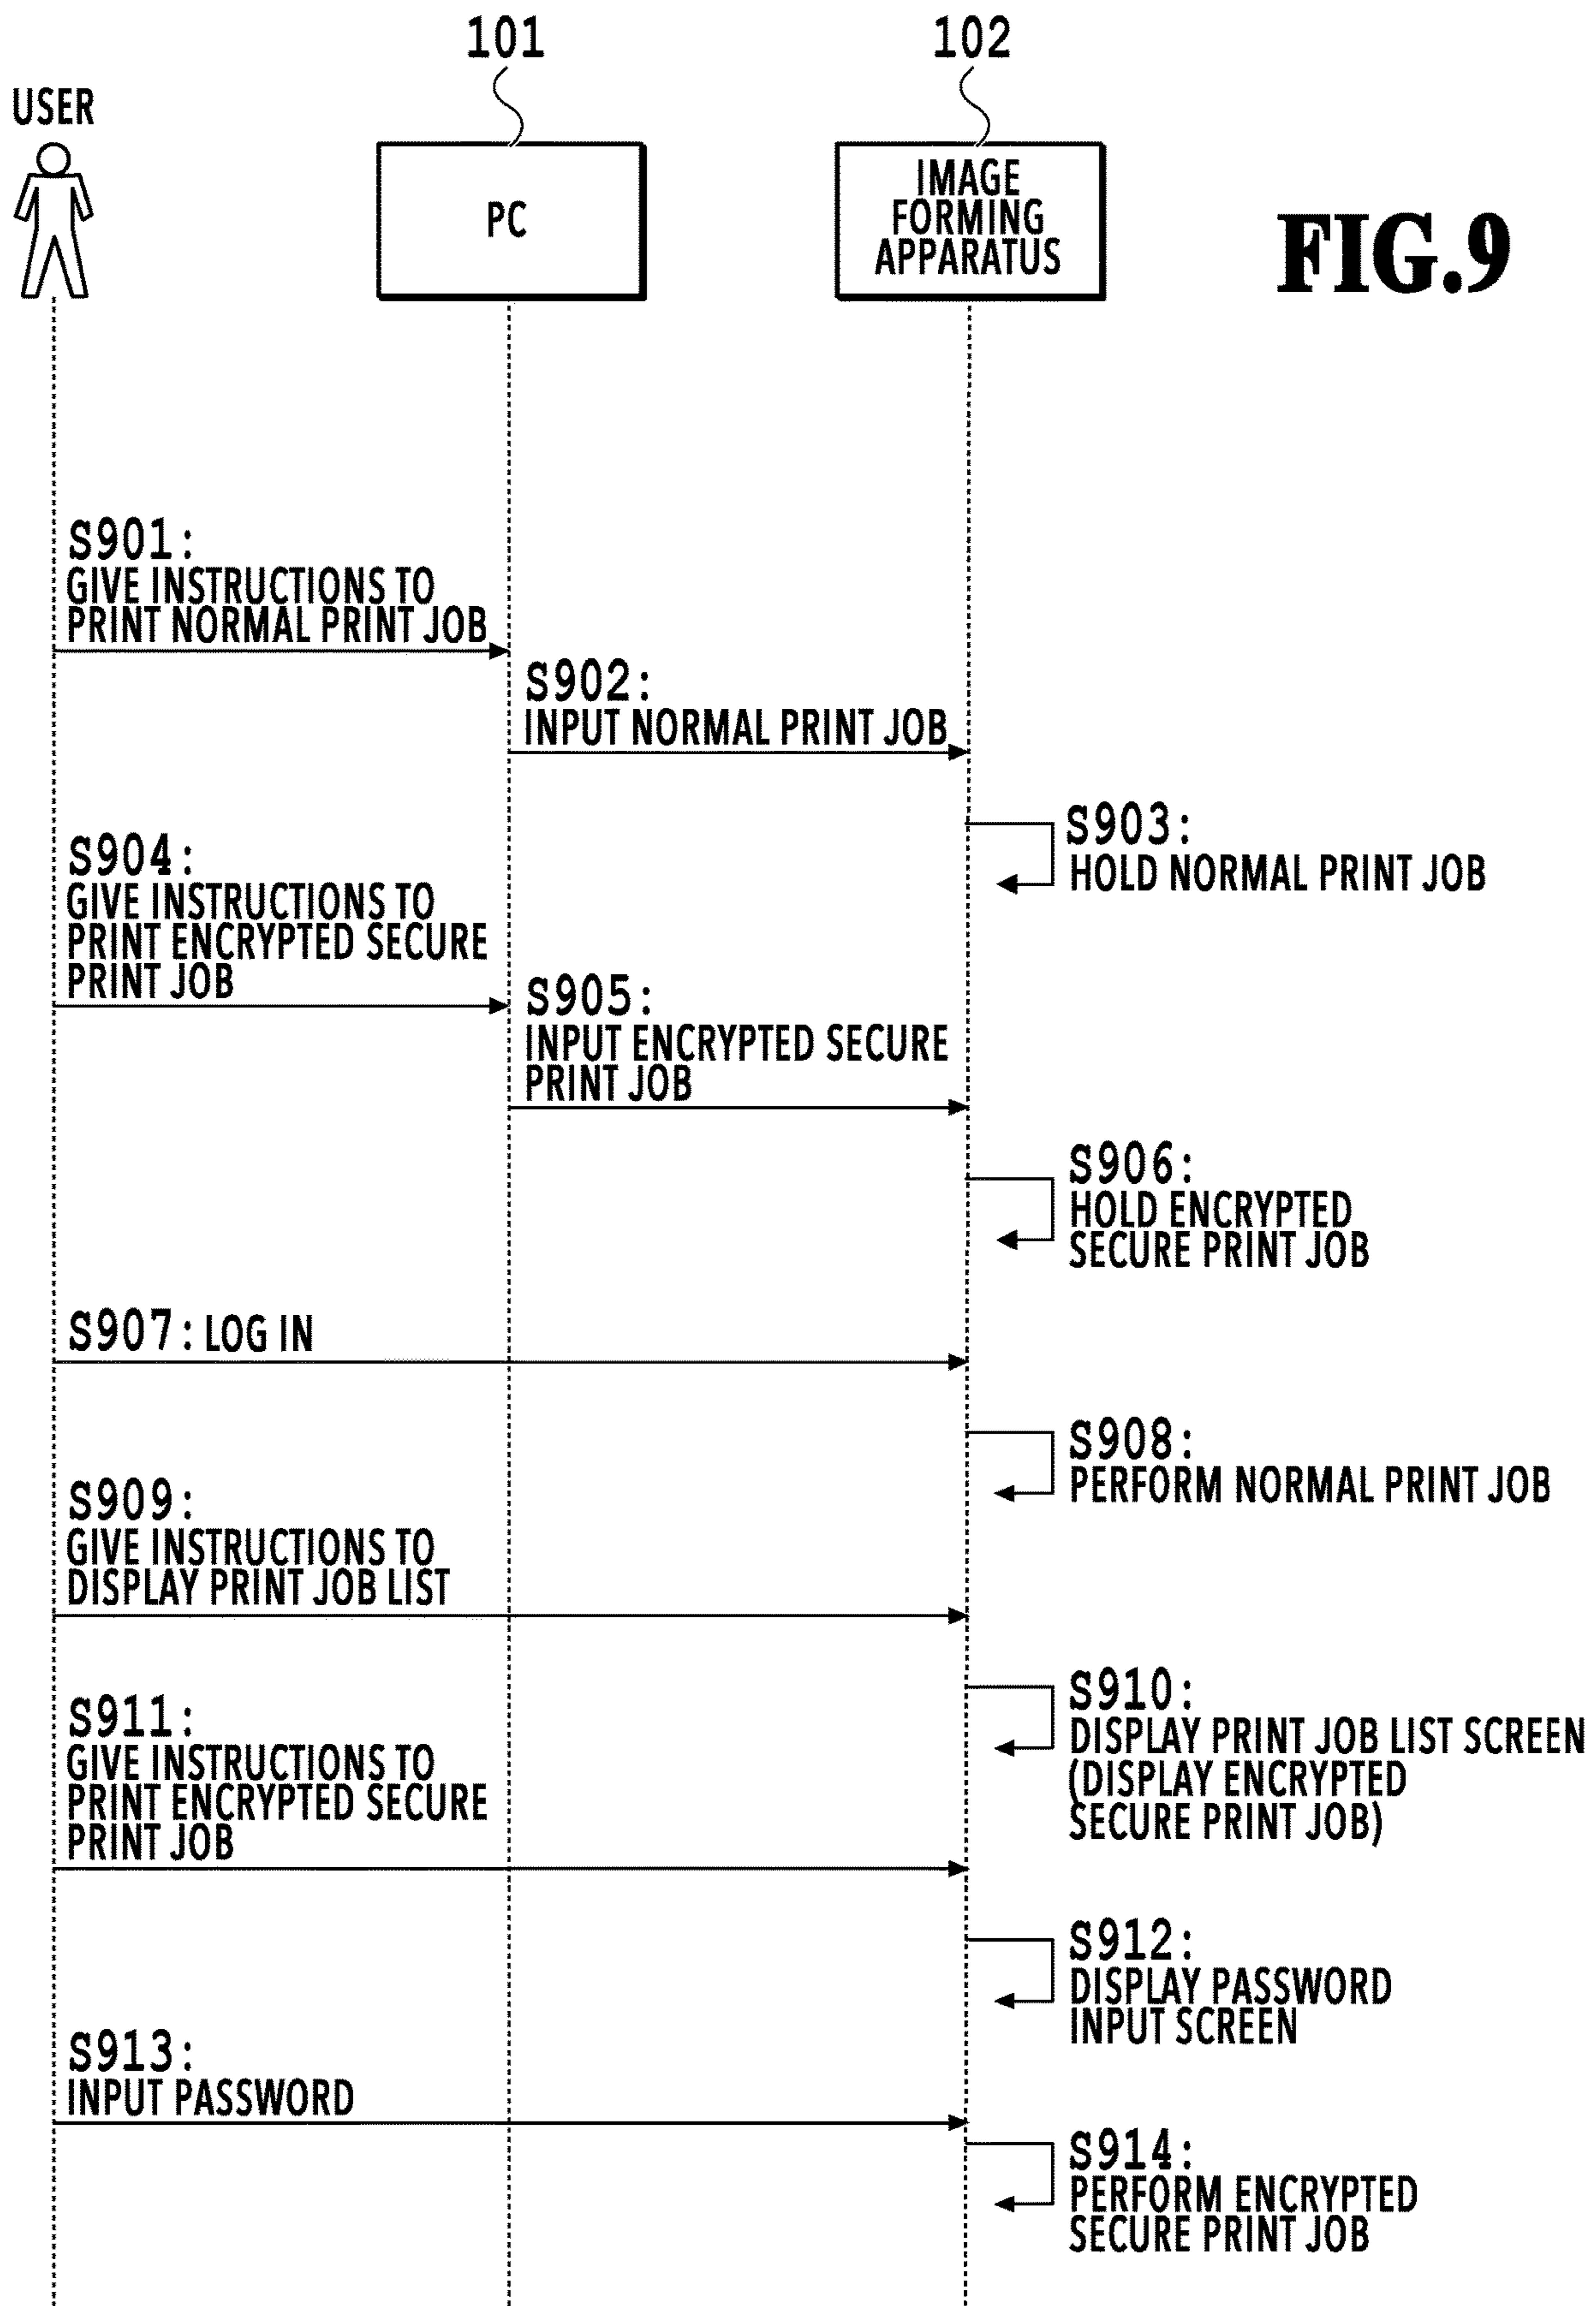 101
102
USER
PC
IMAGE
FORMING
APPARATUS
FIG.9
S901:
GIVE INSTRUCTIONS TO
PRINT NORMAL PRINT JOB
S902:
INPUT NORMAL PRINT JOB
S903:
HOLD NORMAL PRINT JOB
S904:
GIVE INSTRUCTIONS TO
PRINT ENCRYPTED SECURE
PRINT JOB
S905:
INPUT ENCRYPTED SECURE
PRINT JOB
S906:
HOLD ENCRYPTED
SECURE PRINT JOB
S907: LOG IN
S908:
PERFORM NORMAL PRINT JOB
S909:
GIVE INSTRUCTIONS TO
DISPLAY PRINT JOB LIST
S910:
DISPLAY PRINT JOB LIST SCREEN
(DISPLAY ENCRYPTED
SECURE PRINT JOB)
S911:
GIVE INSTRUCTIONS TO
PRINT ENCRYPTED SECURE
PRINT JOB
S912:
DISPLAY PASSWORD
INPUT SCREEN
S913:
INPUT PASSWORD
S914:
PERFORM ENCRYPTED
SECURE PRINT JOB